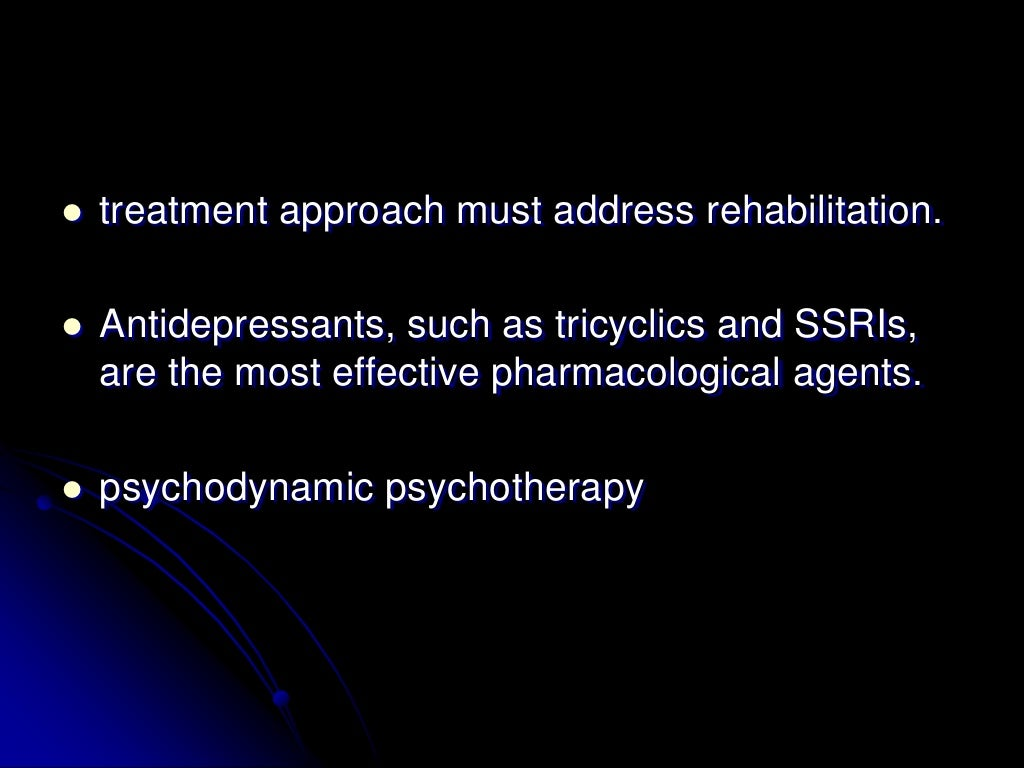 treatment approach must address rehabilitation.
Antidepressants, such as tricyclics and SSRIs,
are the most effective pharmacological agents.
psychodynamic psychotherapy